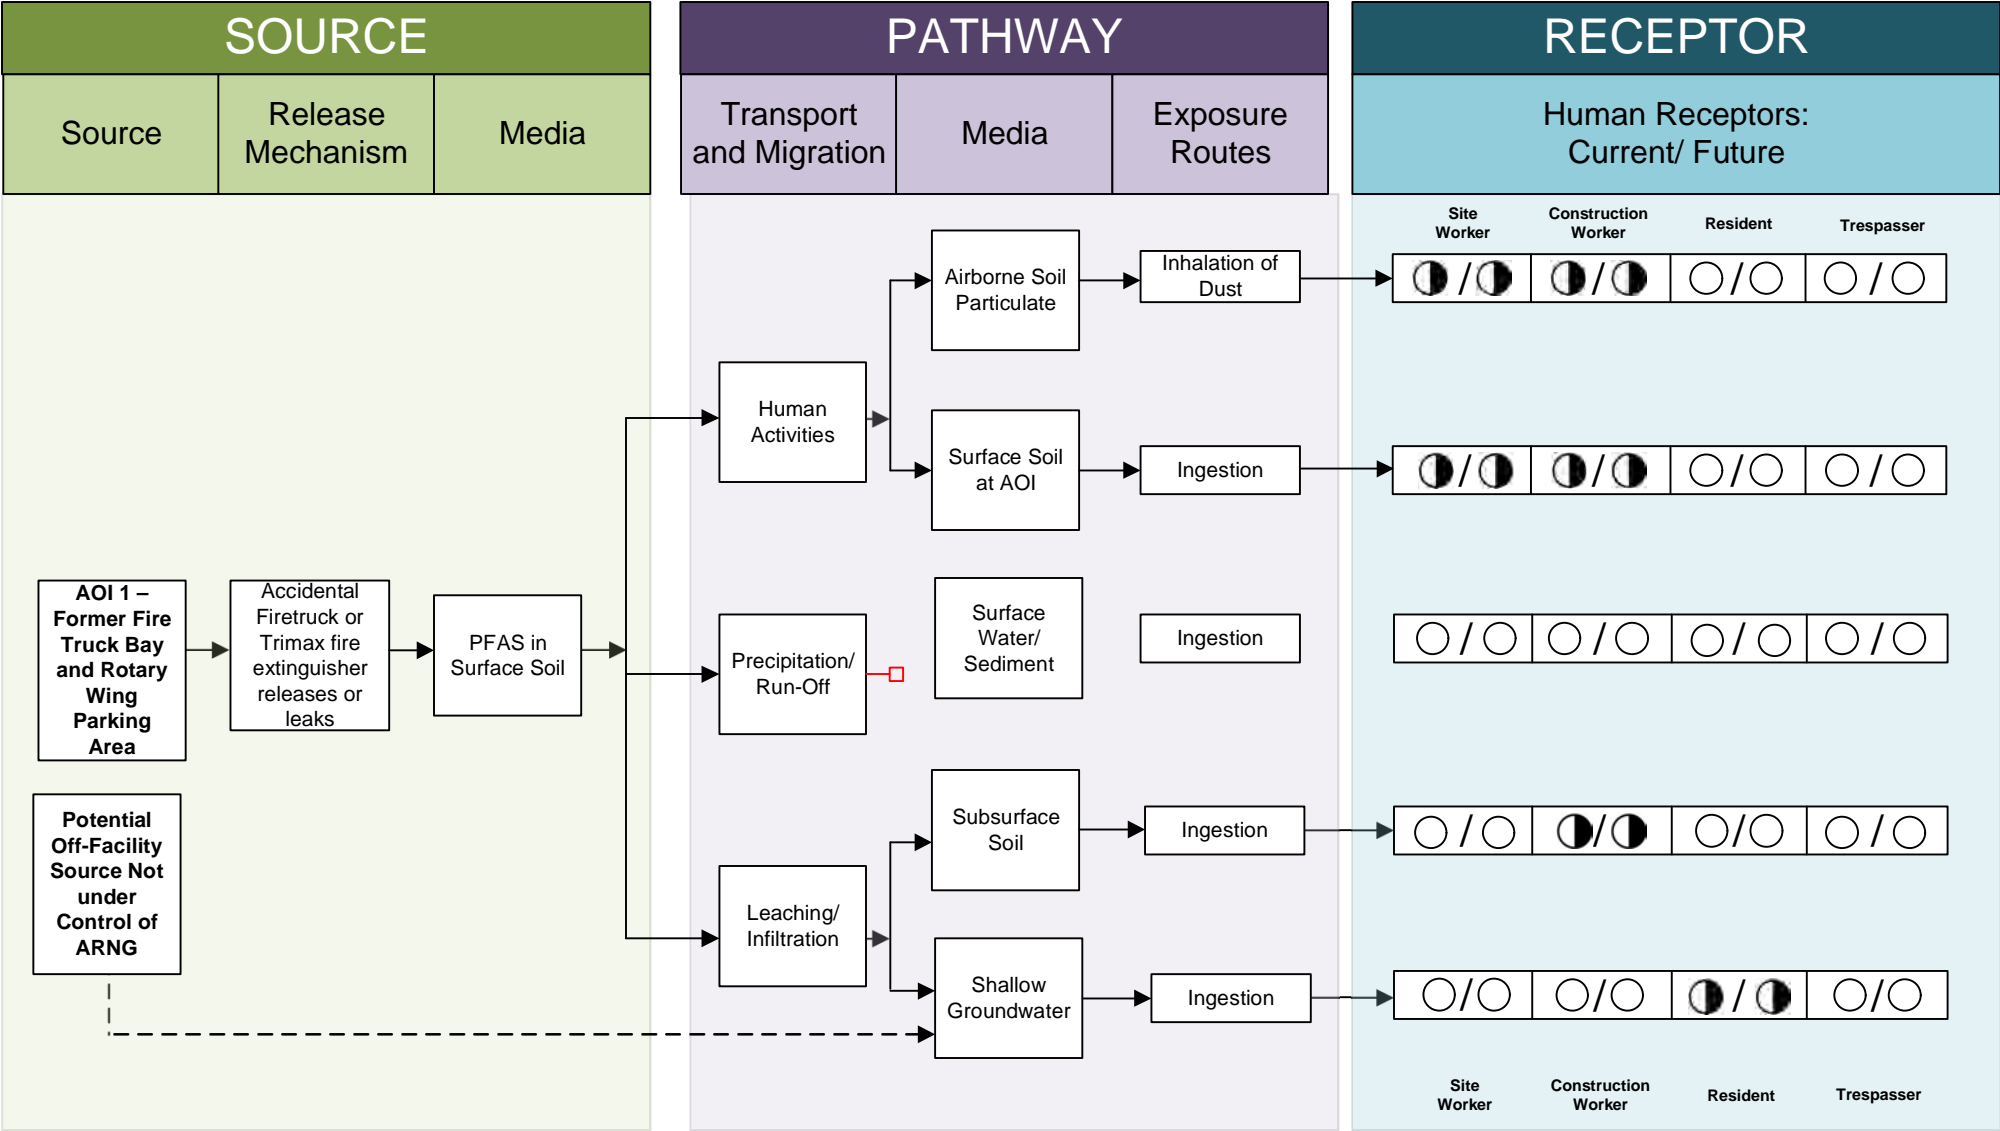 SOURCE
PATHWAY
RECEPTOR
Source
Release
Mechanism
Media
Transport
and Migration
Media
Exposure
Routes
Human Receptors:
Current/ Future
Site
Worker
Construction
Worker
Resident
Trespasser
Airborne Soil
Particulate
Inhalation of
Dust
/
/
/
/
Human
Activities
Surface Soil
at AOI
Ingestion
/
/
/
/
AOI 1 –
Former Fire
Truck Bay
and Rotary
Wing
Parking
Area
Accidental
Firetruck or
Trimax fire
extinguisher
releases or
leaks
PFAS in
Surface Soil
Precipitation/
Run-Off
Surface
Water/
Sediment
Ingestion
/
/
/
/
Potential
Off-Facility
Source Not
under
Control of
ARNG
Leaching/
Infiltration
Subsurface
Soil
Ingestion
/
/
/
/
Shallow
Groundwater
Ingestion
/
/
/
/
Site
Worker
Construction
Worker
Resident
Trespasser